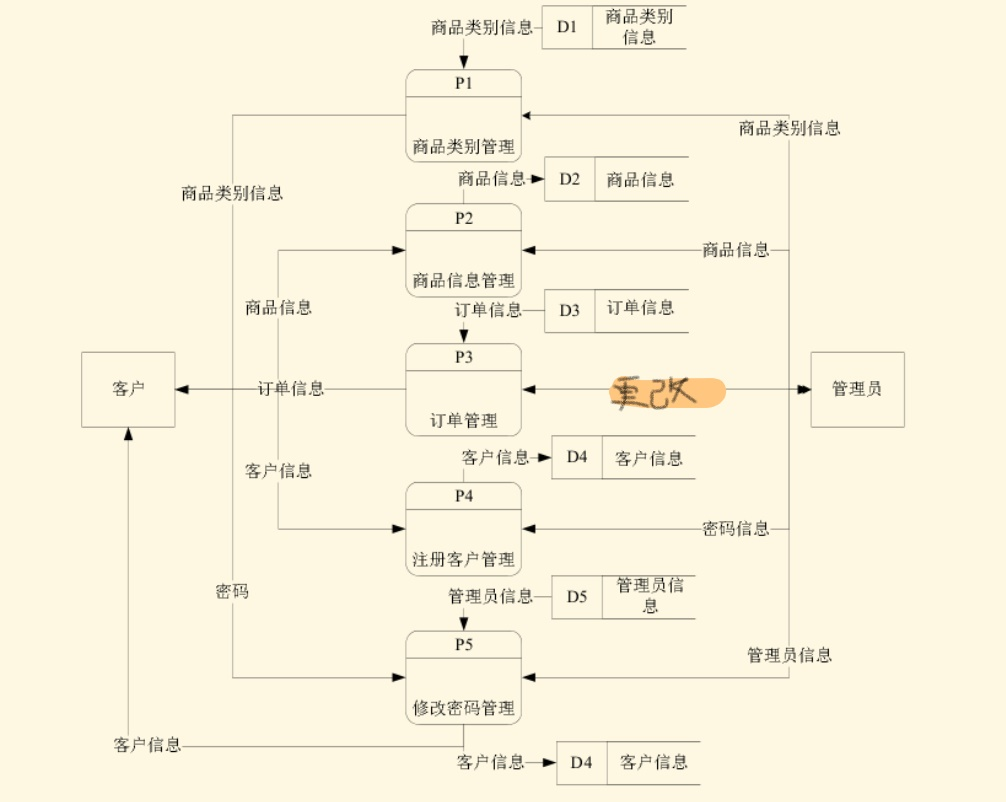 商品类别信息
D1
商品类别
信息
P1
商品类别管理
商品类别信息
商品类别信息
商品信息
D2
商品信息
P2
商品信息管理
商品信息
商品信息
订单信息
D3
订单信息
P3
订单管理
客户
订单信息
更改
管理员
客户信息
D4
客户信息
客户信息
P4
注册客户管理
密码信息
密码
管理员信息
D5
管理员信
息
P5
修改密码管理
管理员信息
客户信息
客户信息
D4
客户信息